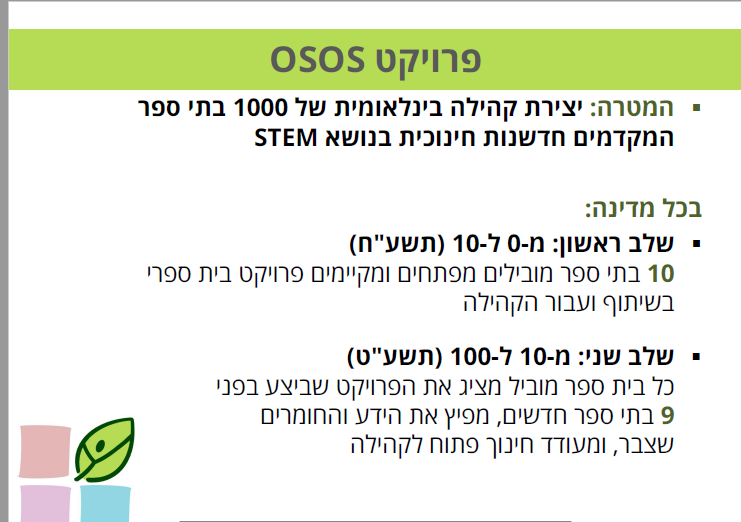 פרויקט OSOS
▪ המטרה: יצירת קהילה בינלאומית של 1000 בתי ספר
המקדמים חדשנות חינוכית בנושא STEM
בכל מדינה:
▪ שלב ראשון: מ-0 ל-10 (תשע"ח)
10 בתי ספר מובילים מפתחים ומקיימים פרויקט בית ספרי
בשיתוף ועבור הקהילה
▪ שלב שני: מ-10 ל-100 (תשע"ט)
כל בית ספר מוביל מציג את הפרויקט שביצע בפני
9 בתי ספר חדשים, מפיץ את הידע והחומרים
שצבר, ומעודד חינוך פתוח לקהילה